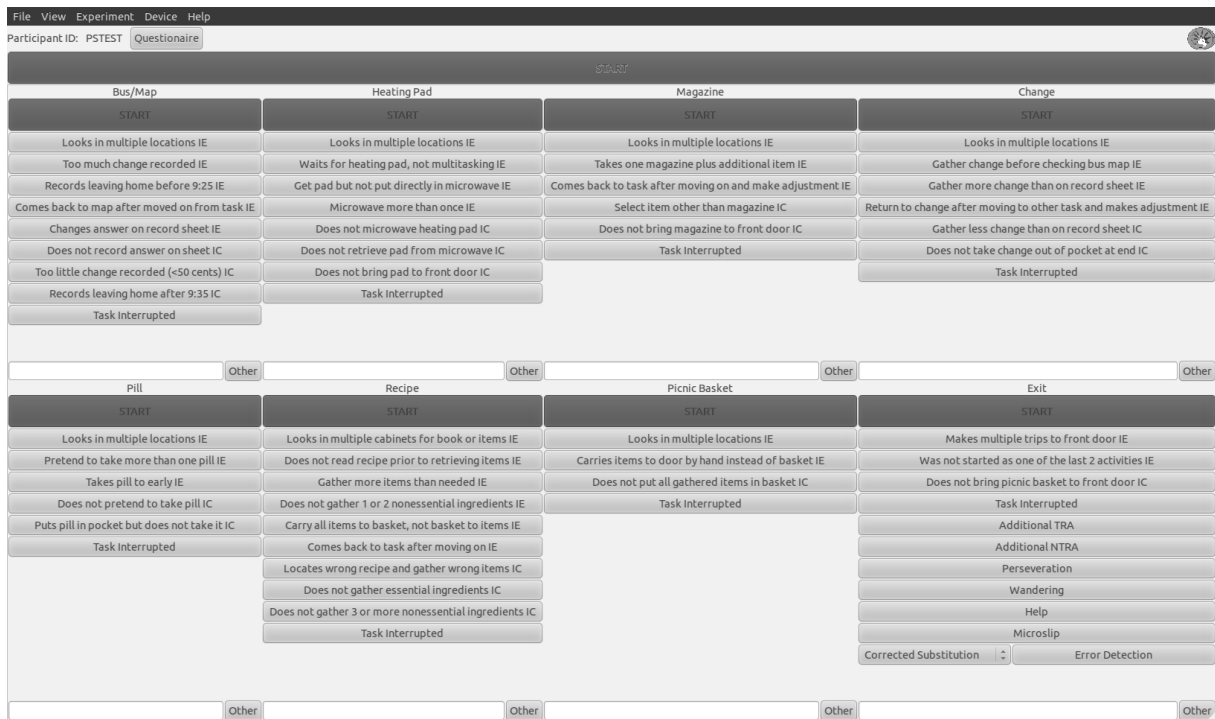 File View Experiment Device Help
Participant ID: PSTEST Questionaire
START
Bus/Map Heating Pad Magazine Change
START START START START
Looks in multiple locations IE Looks in multiple locations IE Looks in multiple locations IE Looks in multiple locations IE
Too much change recorded IE Waits for heating pad, not multitasking IE Takes one magazine plus additional item IE Gather change before checking bus map IE
Records leaving home before 9:25 IE Get pad but not put directly in microwave IE Comes back to task after moving on and make adjustment IE Gather more change than on record sheet IE
Comes back to map after moved on from task IE Microwave more than once IE Select item other than magazine IC Return to change after moving to other task and makes adjustment IE
Changes answer on record sheet IE Does not microwave heating pad IC Does not bring magazine to front door IC Gather less change than on record sheet IC
Does not record answer on sheet IC Does not retrieve pad from microwave IC Task Interrupted Does not take change out of pocket at end IC
Too little change recorded (<50 cents) IC Does not bring pad to front door IC Task Interrupted
Records leaving home after 9:35 IC Task Interrupted
Task Interrupted
Other Other Other Other
Pill Recipe Picnic Basket Exit
START START START START
Looks in multiple locations IE Looks in multiple cabinets for book or items IE Looks in multiple locations IE Makes multiple trips to front door IE
Pretend to take more than one pill IE Does not read recipe prior to retrieving items IE Carries items to door by hand instead of basket IE Was not started as one of the last 2 activities IE
Takes pill to early IE Gather more items than needed IE Does not put all gathered items in basket IC Does not bring picnic basket to front door IC
Does not pretend to take pill IC Does not gather 1 or 2 nonessential ingredients IE Task Interrupted Task Interrupted
Puts pill in pocket but does not take it IC Carry all items to basket, not basket to items IE Additional TRA
Task Interrupted Comes back to task after moving on IE Additional NTRA
Locates wrong recipe and gather wrong items IC Perseveration
Does not gather essential ingredients IC Wandering
Does not gather 3 or more nonessential ingredients IC Help
Task Interrupted Microslip
Corrected Substitution Error Detection
Other Other Other Other